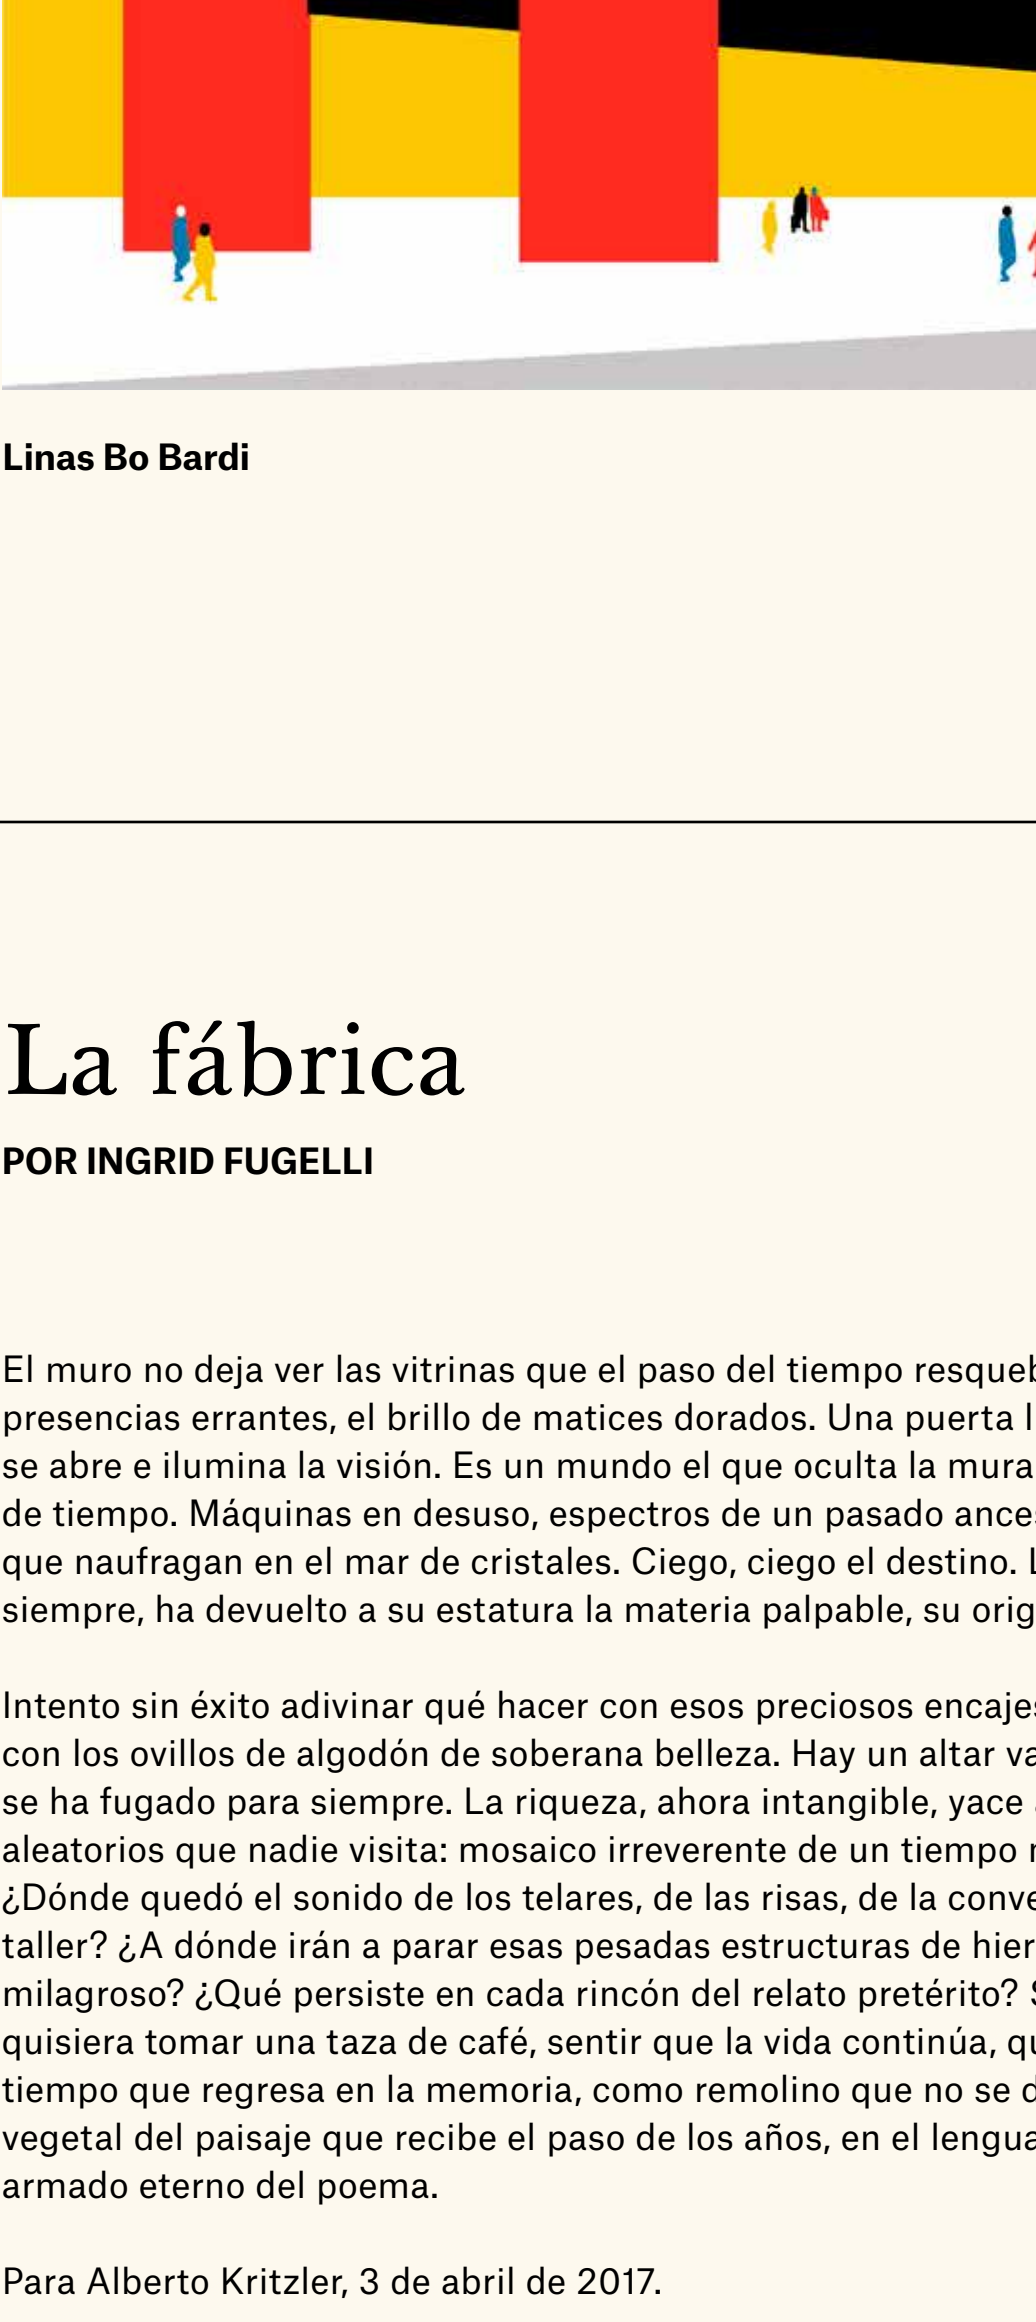 Linas Bo Bardi
La fábrica
POR INGRID FUGELLI
El muro no deja ver las vitrinas que el paso del tiempo
presencias errantes, el brillo de matices dorados. Una puerta
se abre e ilumina la visión. Es un mundo el que oculta la
de tiempo. Máquinas en desuso, espectros de un pasado
que naufragan en el mar de cristales. Ciego, ciego el destino.
siempre, ha devuelto a su estatura la materia palpable, su
Intento sin éxito adivinar qué hacer con esos preciosos
con los ovillos de algodón de soberana belleza. Hay un altar
se ha fugado para siempre. La riqueza, ahora intangible, yace
aleatorios que nadie visita: mosaico irreverente de un tiempo
¿Dónde quedó el sonido de los telares, de las risas, de la
taller? ¿A dónde irán a parar esas pesadas estructuras de
milagroso? ¿Qué persiste en cada rincón del relato pretérito?
quisiera tomar una taza de café, sentir que la vida continúa,
tiempo que regresa en la memoria, como remolino que no se
vegetal del paisaje que recibe el paso de los años, en el
armado eterno del poema.
Para Alberto Kritzler, 3 de abril de 2017.